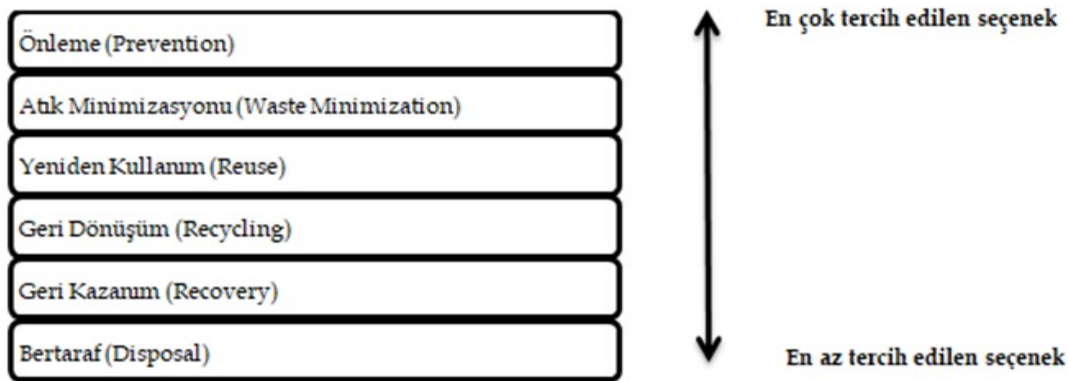 En çok tercih edilen seçenek
Önleme (Prevention)
Atık Minimizasyonu (Waste Minimization)
Yeniden Kullanım (Reuse)
Geri Dönüşüm (Recycling)
Geri Kazanım (Recovery)
Bertaraf (Disposal)
En az tercih edilen seçenek